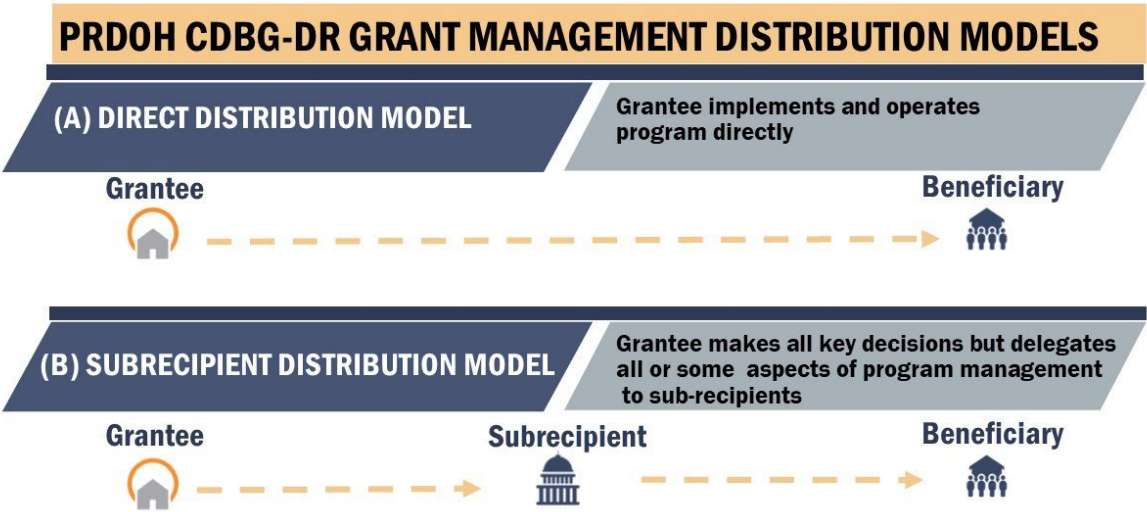 PRDOH CDBG-DR GRANT MANAGEMENT DISTRIBUTION MODELS
(A) DIRECT DISTRIBUTION MODEL
Grantee implements and operates
program directly
Grantee
Beneficiary
(B) SUBRECIPIENT DISTRIBUTION MODEL
Grantee makes all key decisions but delegates
all or some aspects of program management
to sub-recipients
Grantee
Subrecipient
Beneficiary